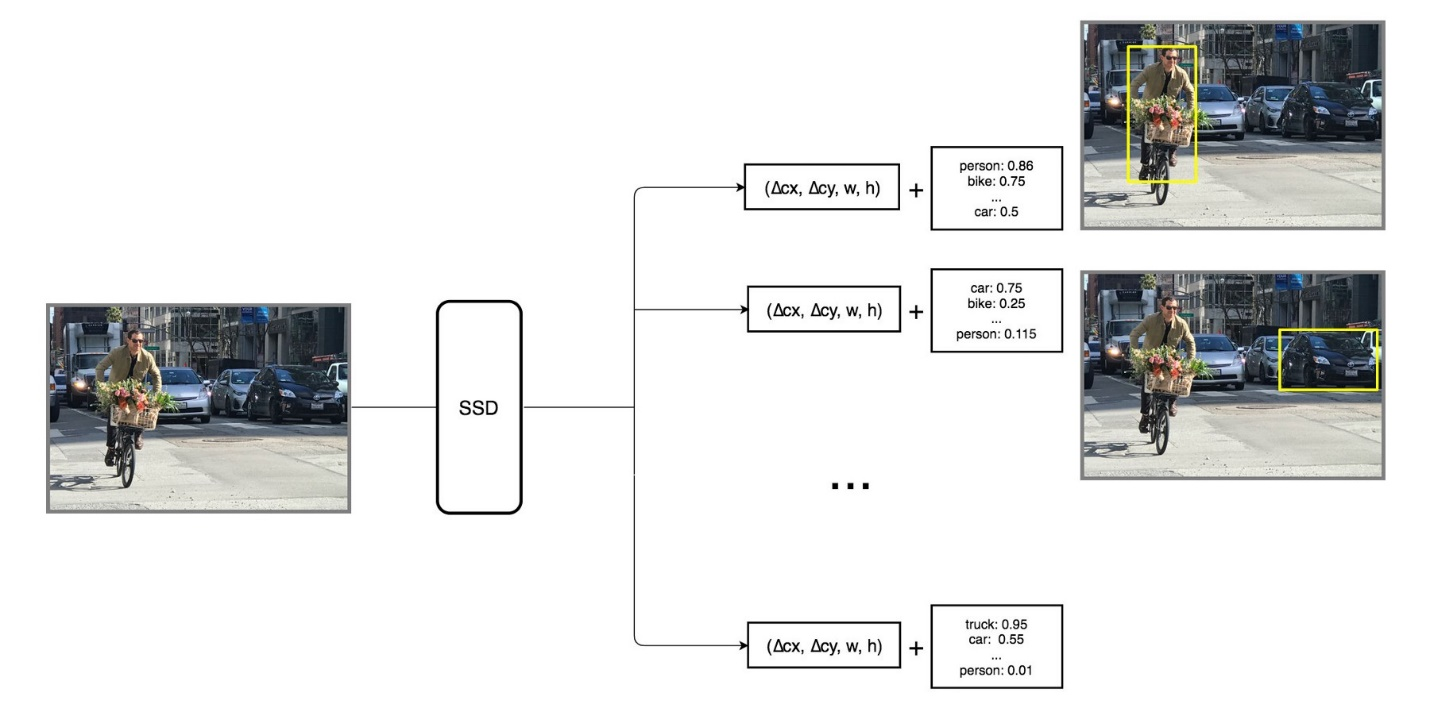 (Δcx, Δcy, w, h)
+
person: 0.86
bike: 0.75
...
car: 0.5
(Δcx, Δcy, w, h)
+
car: 0.75
bike: 0.25
...
person: 0.115
SSD
...
(Δcx, Δcy, w, h)
+
truck: 0.95
car: 0.55
...
person: 0.01